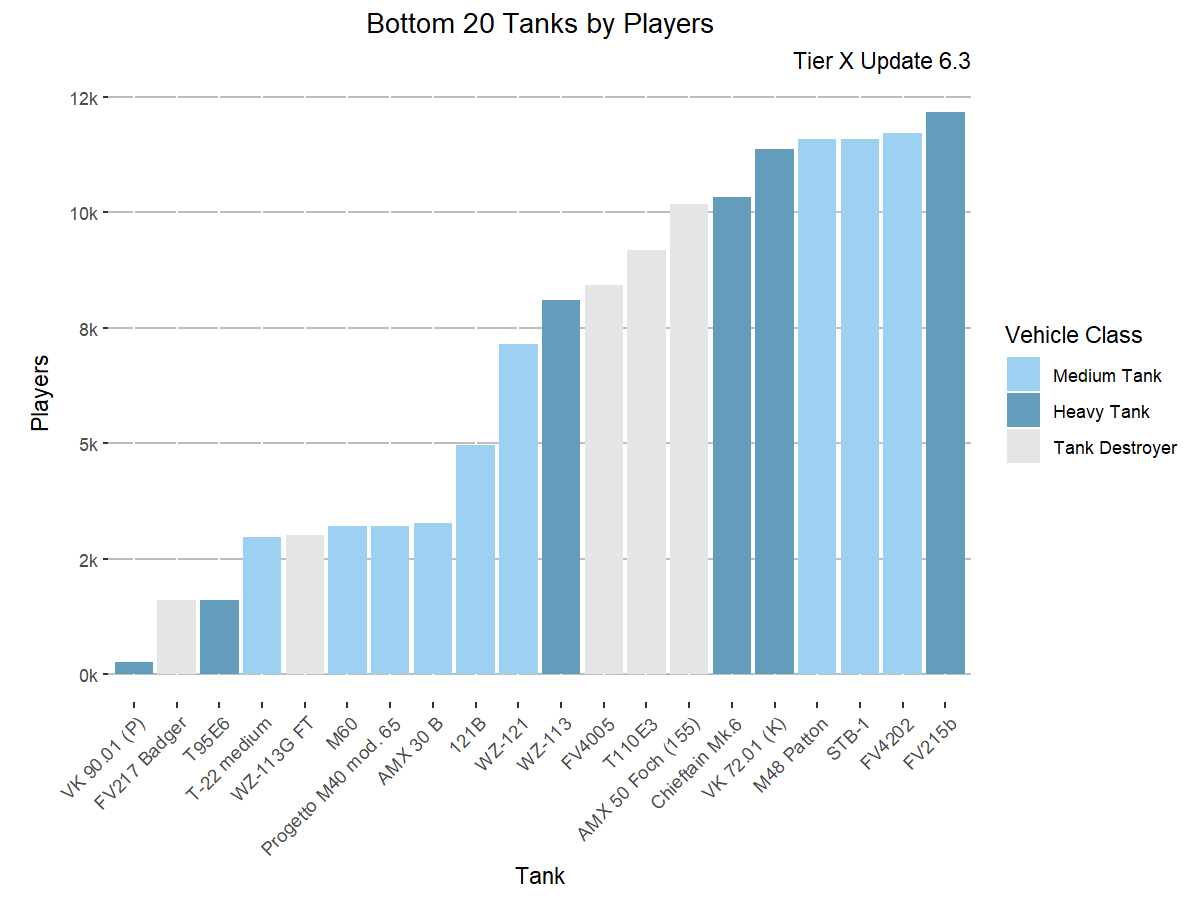 Bottom 20 Tanks by Players
Tier X Update 6.3
Players
12k
10k
8k
5k
2k
0k
VK 90.01 (P)
FV217 Badger
T95E6
T-22 medium
WZ-113G FT
M60
Progetto M40 mod. 65
AMX 30 B
121B
WZ-121
WZ-113
FV4005
T110E3
AMX 50 Foch (155)
Chieftain Mk.6
VK 72.01 (K)
M48 Patton
STB-1
FV4202
FV215b
Tank
Vehicle Class
Medium Tank
Heavy Tank
Tank Destroyer